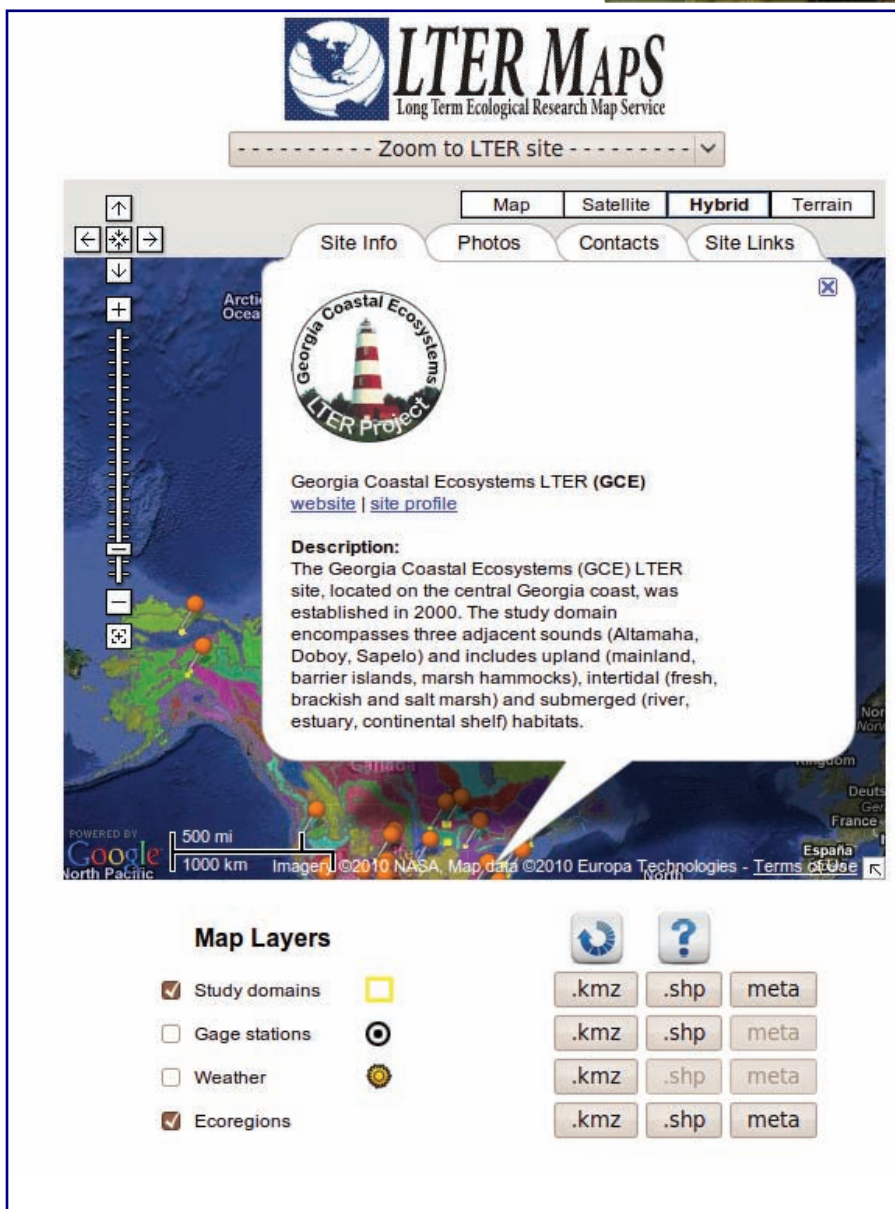 LTER MAPS
Long Term Ecological Research Map Service
- - - - - - - - - - Zoom to LTER site - - - - - - - - -
Map Satellite Hybrid Terrain
Site Info Photos Contacts Site Links
Arctic
Ocea
Georgia Coastal Ecosystems
LTER Project
Georgia Coastal Ecosystems LTER (GCE)
website | site profile
Description:
The Georgia Coastal Ecosystems (GCE) LTER
site, located on the central Georgia coast, was
established in 2000. The study domain
encompasses three adjacent sounds (Altamaha,
Doboy, Sapelo) and includes upland (mainland,
barrier islands, marsh hammocks), intertidal (fresh,
brackish and salt marsh) and submerged (river,
estuary, continental shelf) habitats.
Canada
Kingdom
Deuts
France
España
POWERED BY
Google
500 mi
1000 km
Imagery ©2010 NASA, Map data ©2010 Europa Technologies - Terms of Use
North Pacific
North
Map Layers
?
Study domains .kmz .shp meta
Gage stations .kmz .shp meta
Weather .kmz .shp meta
Ecoregions .kmz .shp meta